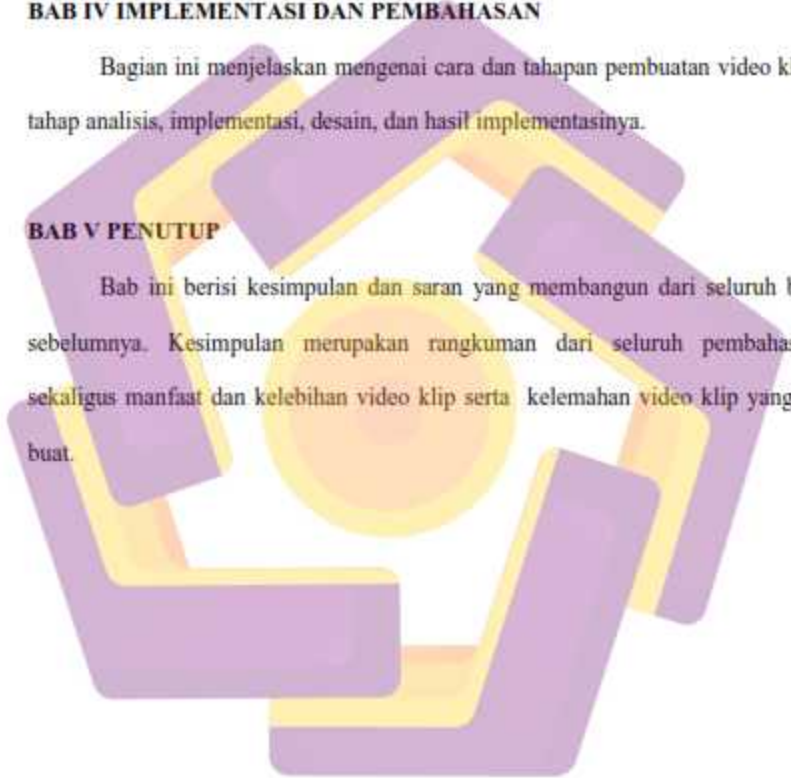 BAB IV IMPLEMENTASI DAN PEMBAHASAN
Bagian ini menjelaskan mengenai cara dan tahapan pembuatan video
tahap analisis, implementasi, desain, dan hasil implementasinya.
BAB V PENUTUP
Bab ini berisi kesimpulan dan saran yang membangun dari seluruh
sebelumnya. Kesimpulan merupakan rangkuman dari seluruh
sekaligus manfaat dan kelebihan video klip serta kelemahan video klip yang
buat.